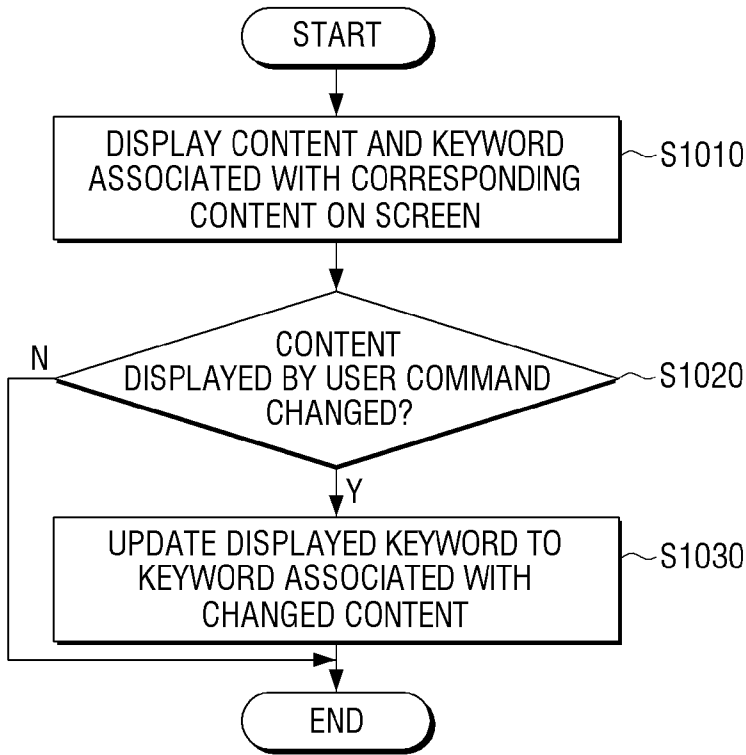 START
DISPLAY CONTENT AND KEYWORD
ASSOCIATED WITH CORRESPONDING
CONTENT ON SCREEN
S1010
CONTENT
DISPLAYED BY USER COMMAND
CHANGED?
N
S1020
Y
UPDATE DISPLAYED KEYWORD TO
KEYWORD ASSOCIATED WITH
CHANGED CONTENT
S1030
END